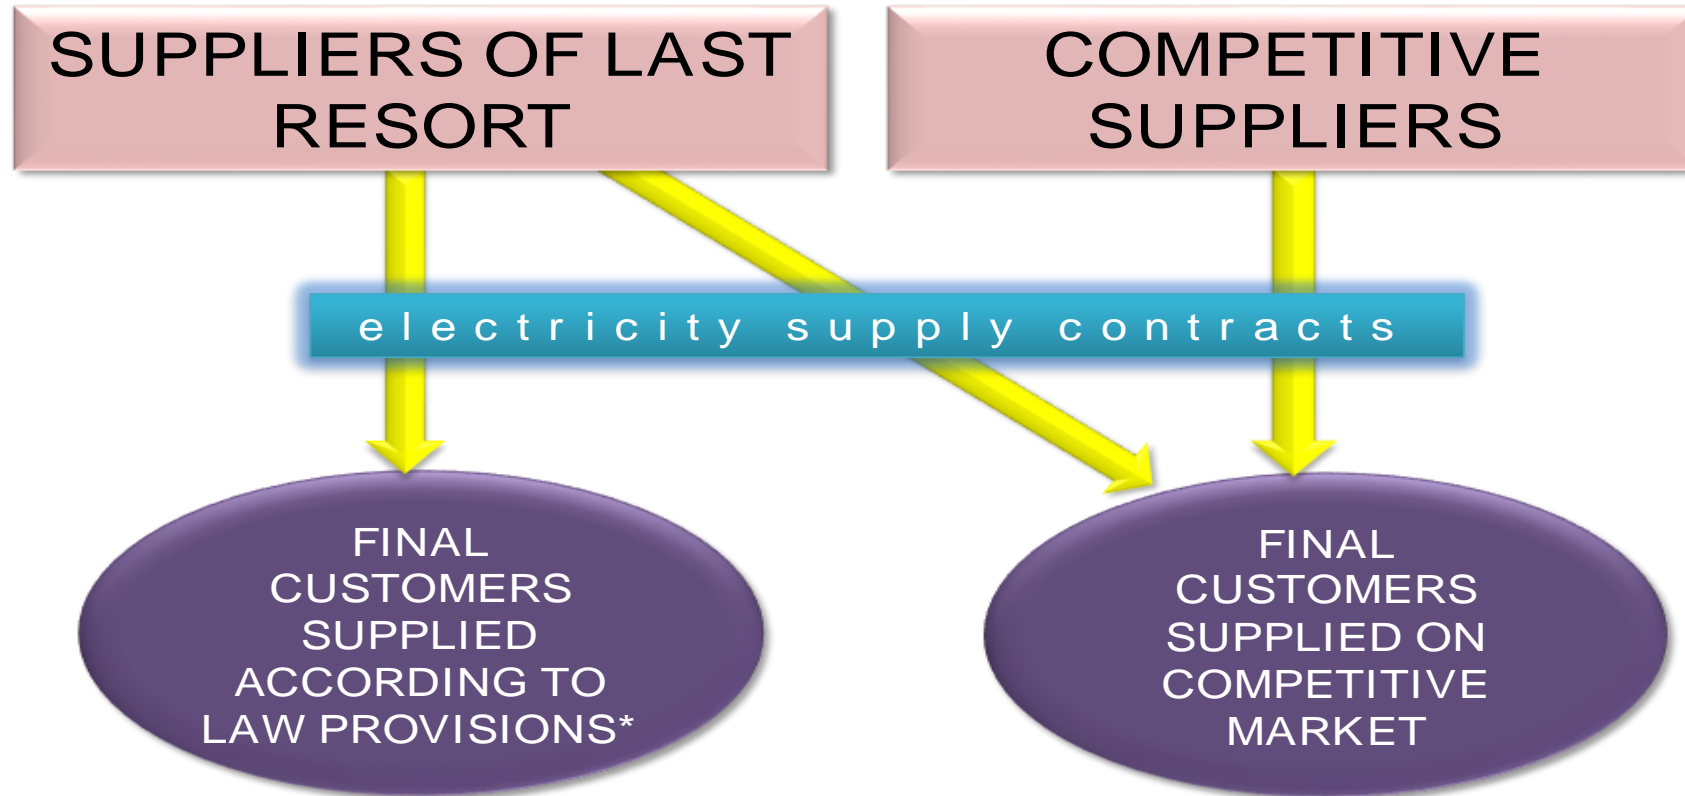 SUPPLIERS OF LAST
RESORT
COMPETITIVE
SUPPLIERS
electricity supply contracts
FINAL
CUSTOMERS
SUPPLIED
ACCORDING TO
LAW PROVISIONS*
FINAL
CUSTOMERS
SUPPLIED ON
COMPETITIVE
MARKET